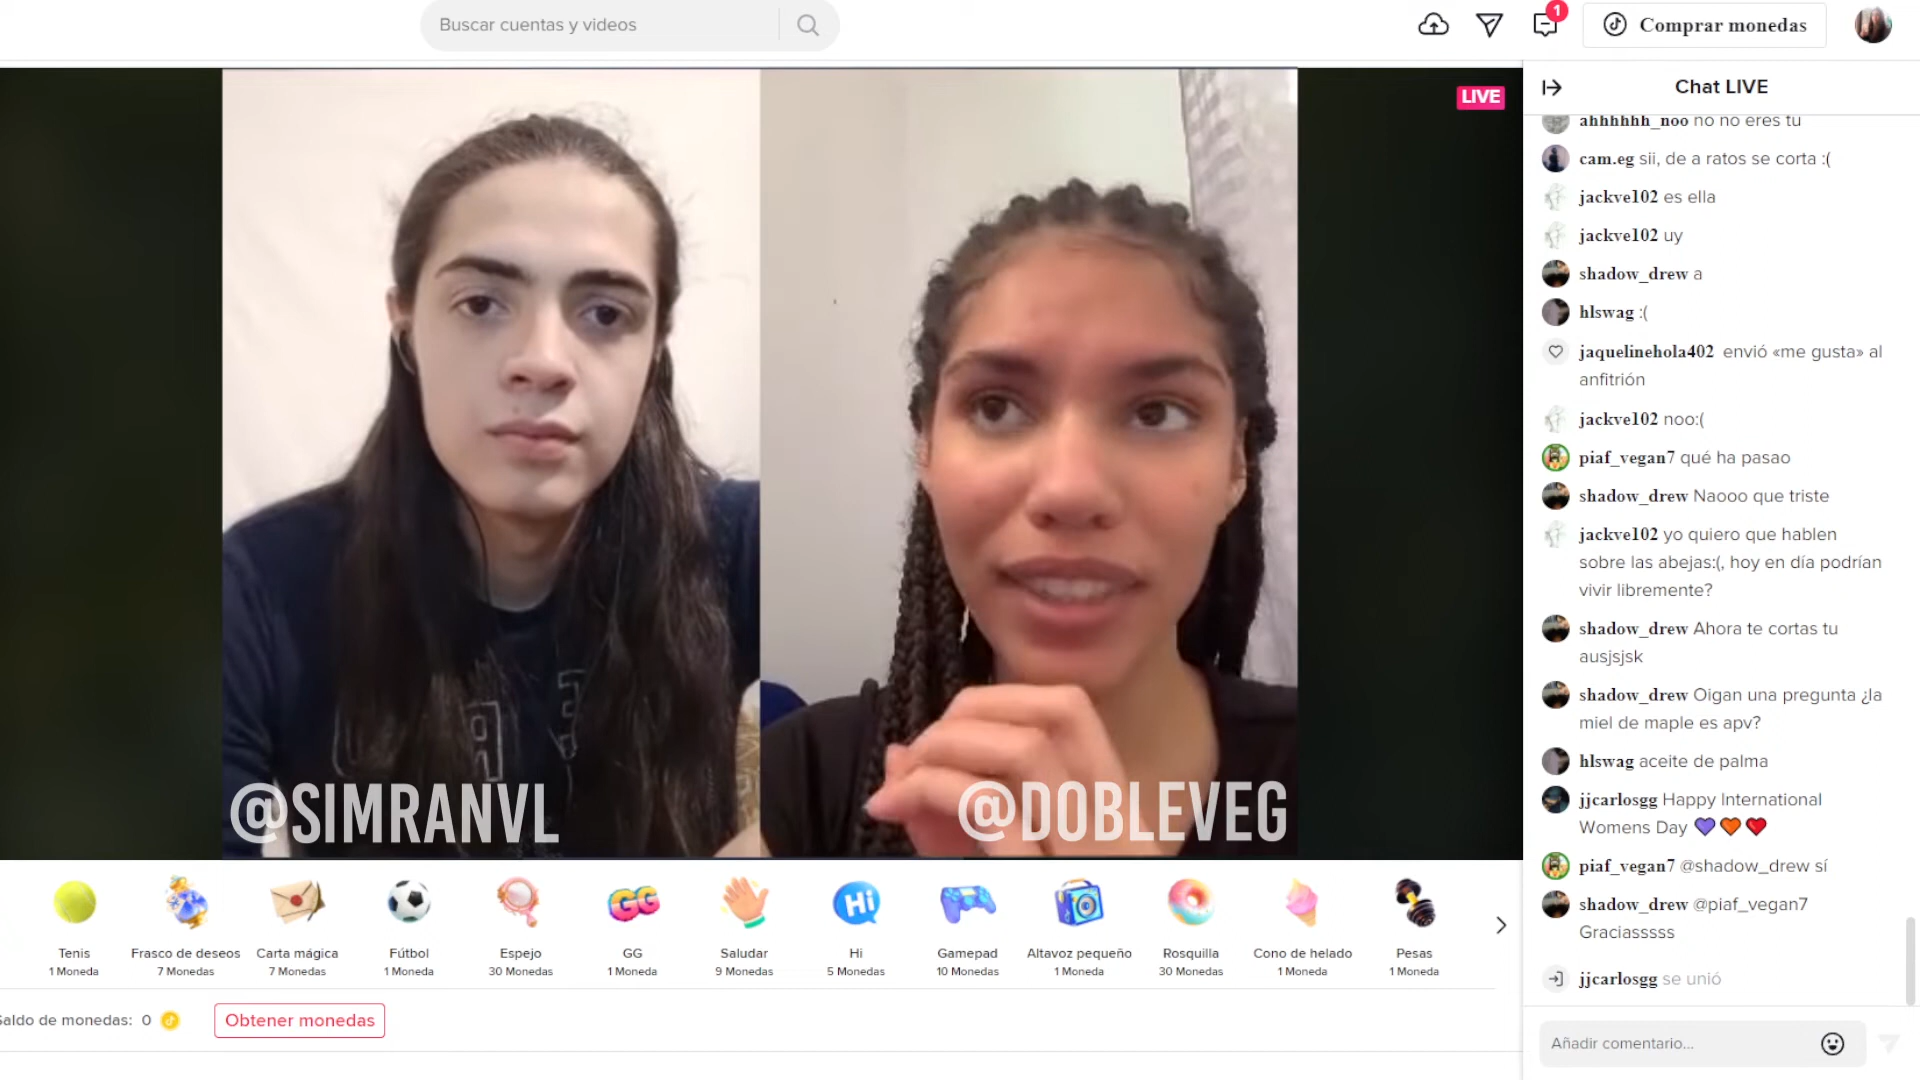 Buscar cuentas y videos
1
Comprar monedas
LIVE
Chat LIVE
ahhhhhh_noo no no eres tu
cam.eg sii, de a ratos se corta :(
jackve102 es ella
jackve102 uy
shadow_drew a
hlswag :(
jaquelinehola402 envió «me gusta» al
anfitrión
jackve102 noo:(
piaf_vegan7 qué ha pasao
shadow_drew Naooo que triste
jackve102 yo quiero que hablen
sobre las abejas:(, hoy en día podrían
vivir libremente?
shadow_drew Ahora te cortas tu
ausjsjsk
shadow_drew Oigan una pregunta ¿la
miel de maple es apv?
hlswag aceite de palma
jjcarlosgg Happy International
Womens Day 💜🧡❤️
piaf_vegan7 @shadow_drew sí
shadow_drew @piaf_vegan7
Graciasssss
jjcarlosgg se unió
Añadir comentario...
@SIMRANVL
@DOBLEVEG
GG
Hi
Tenis
1 Moneda
Frasco de deseos
7 Monedas
Carta mágica
7 Monedas
Fútbol
1 Moneda
Espejo
30 Monedas
GG
1 Moneda
Saludar
9 Monedas
Hi
5 Monedas
Gamepad
10 Monedas
Altavoz pequeño
1 Moneda
Rosquilla
30 Monedas
Cono de helado
1 Moneda
Pesas
1 Moneda
Saldo de monedas: 0
Obtener monedas